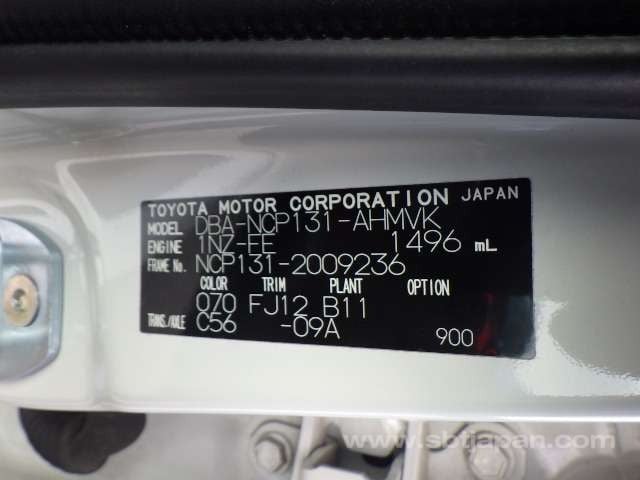 TOYOTA MOTOR CORPORATION JAPAN
MODEL DBA-NCP131-AHMVK
ENGINE 1NZ-FE 1496 mL
FRAME No. NCP131-2009236
COLOR TRIM PLANT OPTION
070 FJ12 B11
TRANS./AXLE C56 -09A
900
www.sbtjapan.com